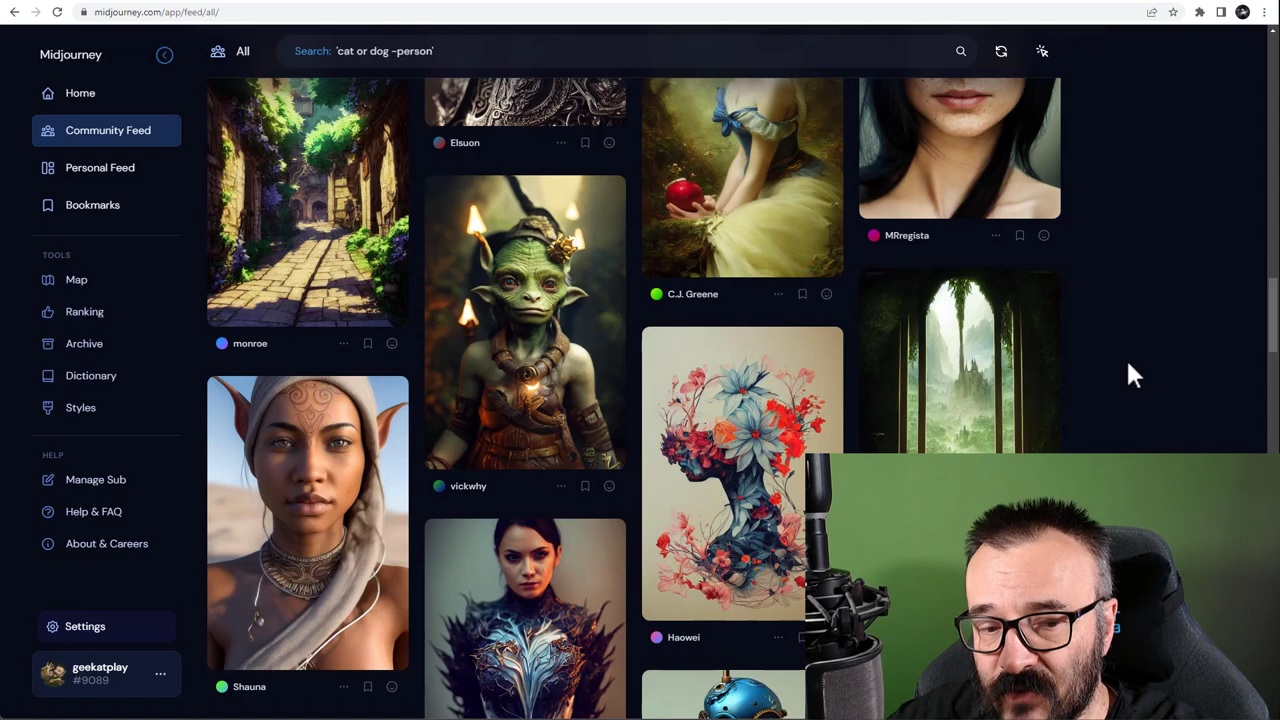 midjourney.com/app/feed/all/
Midjourney
All
Search: 'cat or dog -person'
Home
Community Feed
Personal Feed
Bookmarks
TOOLS
Map
Ranking
Archive
Dictionary
Styles
HELP
Manage Sub
Help & FAQ
About & Careers
Settings
geekatplay
#9089
monroe
Shauna
Elsuon
vickwhy
C.J. Greene
Haowei
MRregista